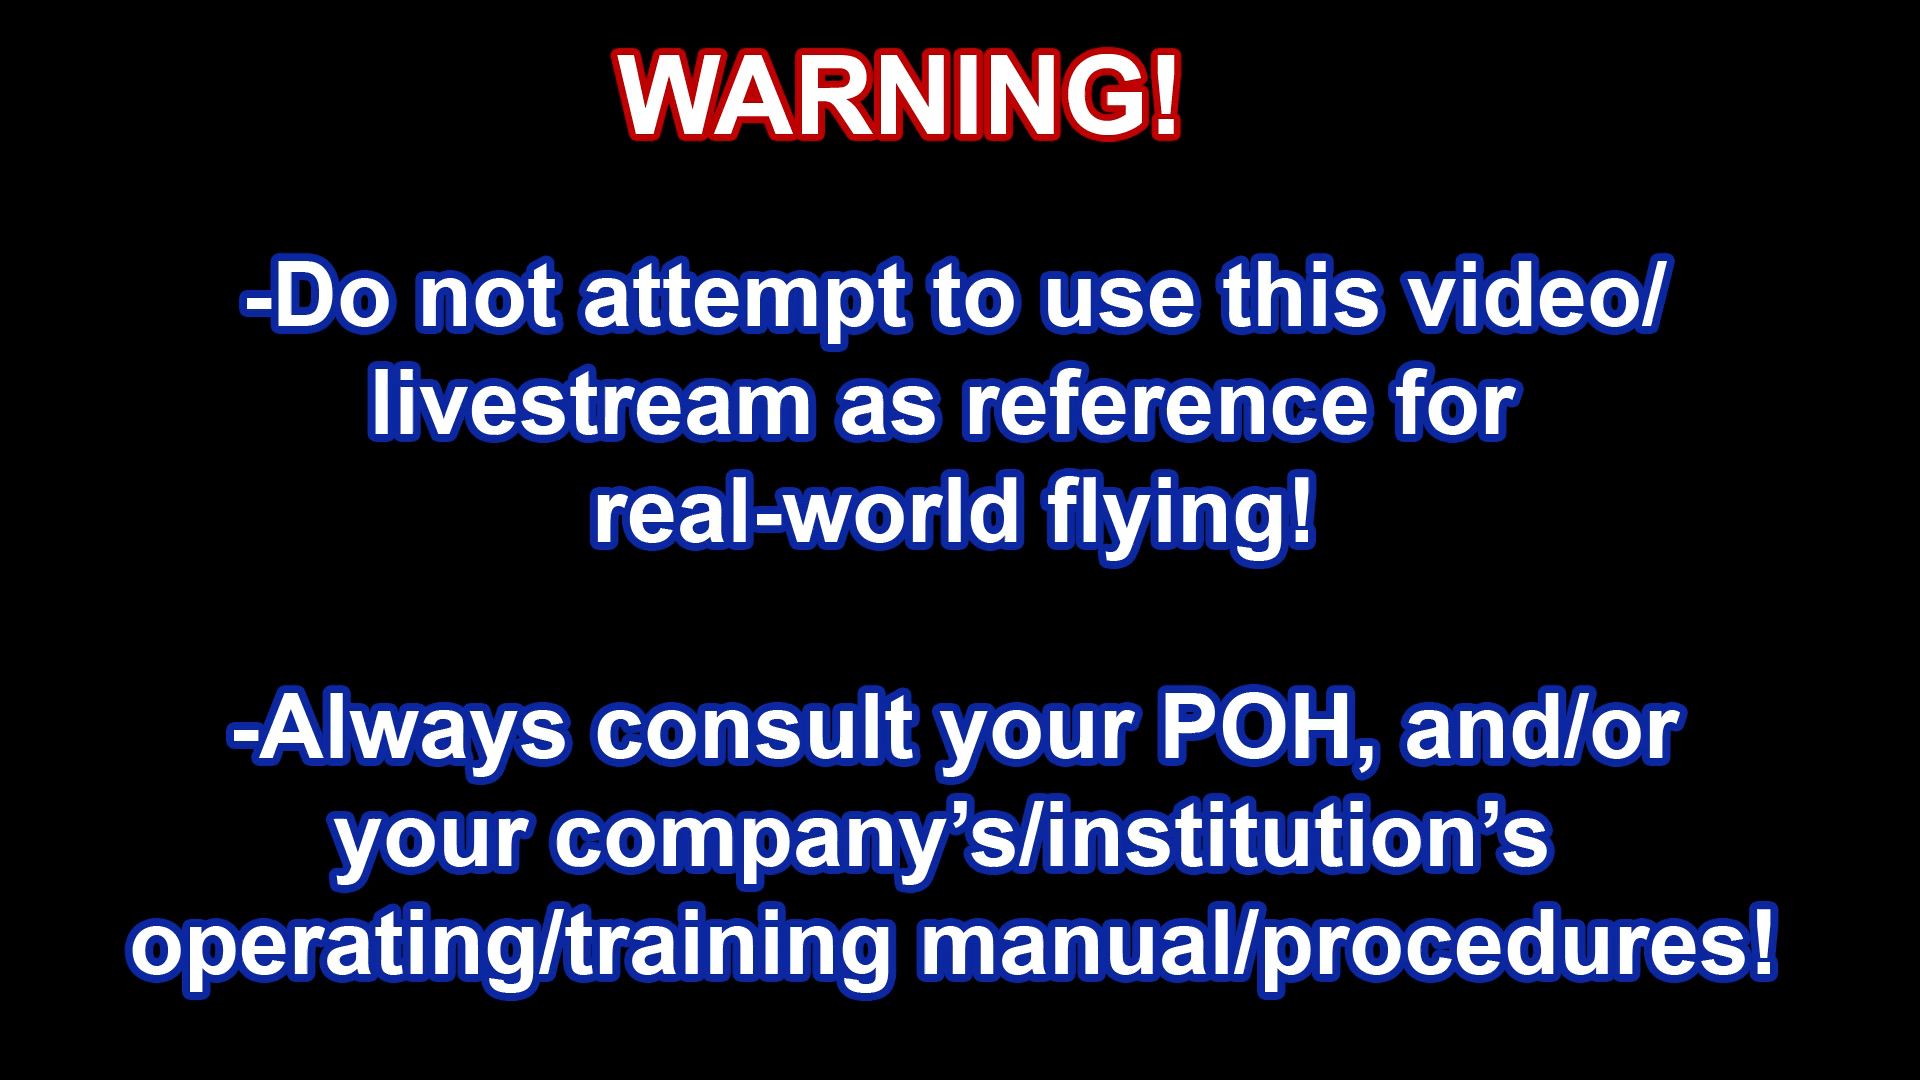 WARNING!
-Do not attempt to use this video/
livestream as reference for
real-world flying!
-Always consult your POH, and/or
your company’s/institution’s
operating/training manual/procedures!